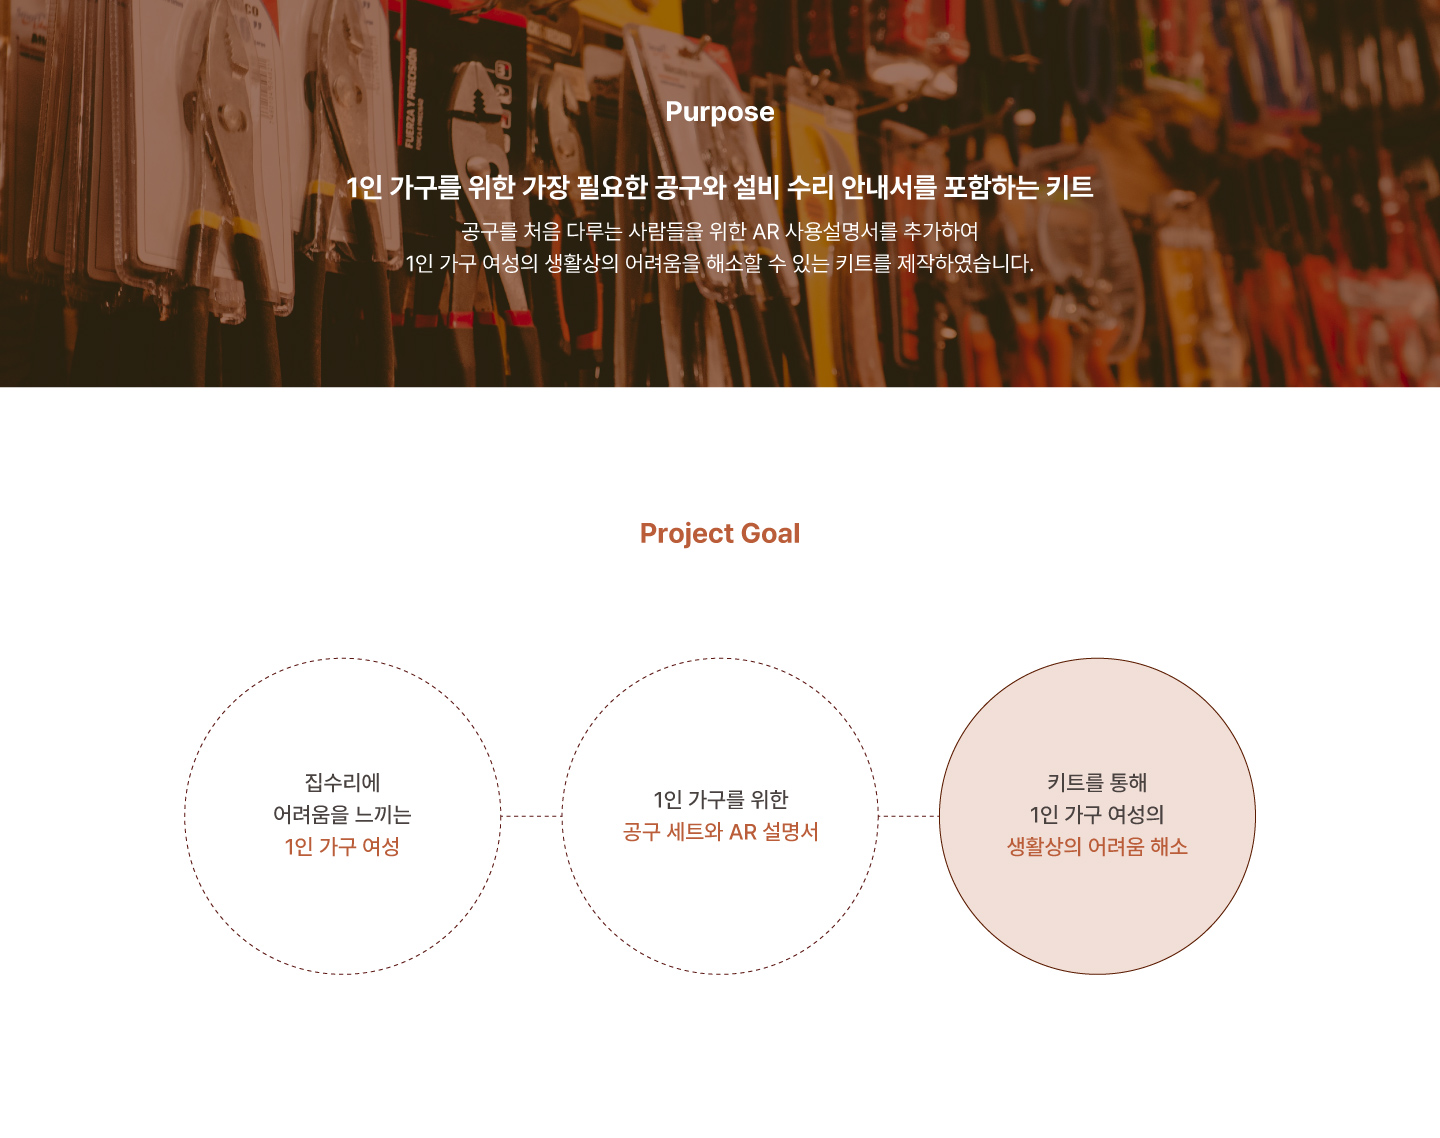 FUERZA Y PRECISIÓN
Purpose
1인 가구를 위한 가장 필요한 공구와 설비 수리 안내서를 포함하는 키트
공구를 처음 다루는 사람들을 위한 AR 사용설명서를 추가하여
1인 가구 여성의 생활상의 어려움을 해소할 수 있는 키트를 제작하였습니다.
Project Goal
집수리에
어려움을 느끼는
1인 가구 여성
1인 가구를 위한
공구 세트와 AR 설명서
키트를 통해
1인 가구 여성의
생활상의 어려움 해소